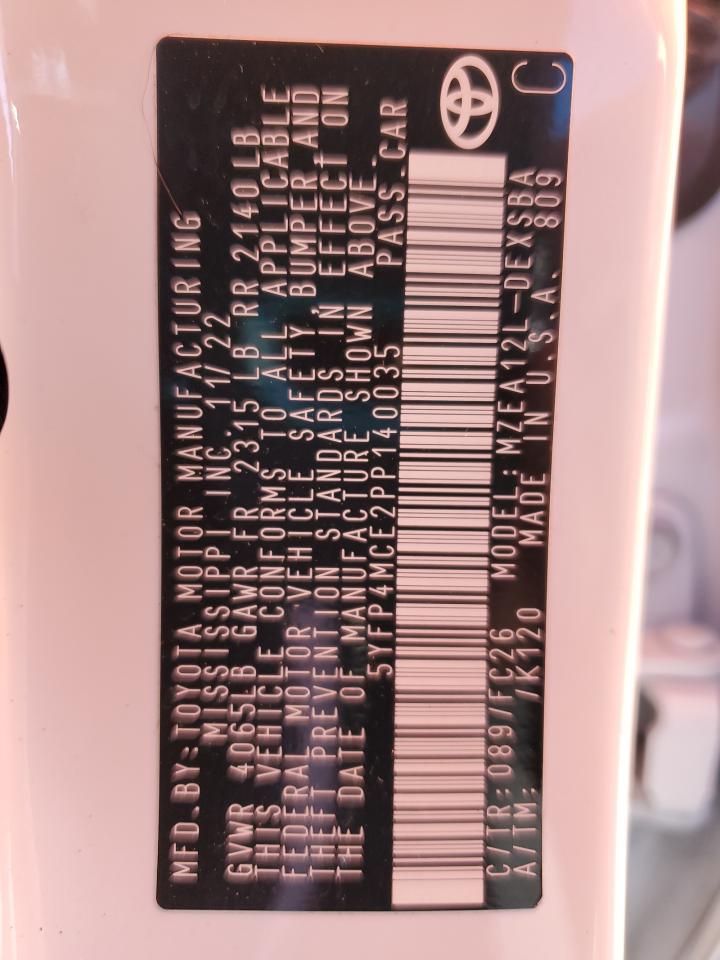 MFD.BY:TOYOTA MOTOR MANUFACTURING
MISSISSIPPI INC. 11/22
GVWR 4065LB GAWR FR 2315 LB RR 2140LB
THIS VEHICLE CONFORMS TO ALL APPLICABLE
FEDERAL MOTOR VEHICLE SAFETY, BUMPER AND
THEFT PREVENTION STANDARDS IN EFFECT ON
THE DATE OF MANUFACTURE SHOWN ABOVE.
5YFP4MCE2PP140035 PASS.CAR
C/TR:089/FC26 MODEL:MZEA12L-DEXSBA
A/TM: /K120 MADE IN U.S.A. 809
C